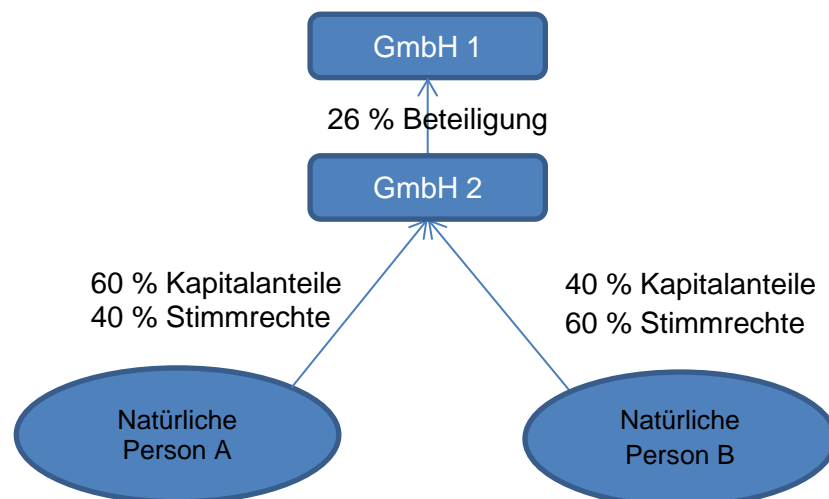 GmbH 1
26 % Beteiligung
GmbH 2
60 % Kapitalanteile
40 % Stimmrechte
40 % Kapitalanteile
60 % Stimmrechte
Natürliche
Person A
Natürliche
Person B